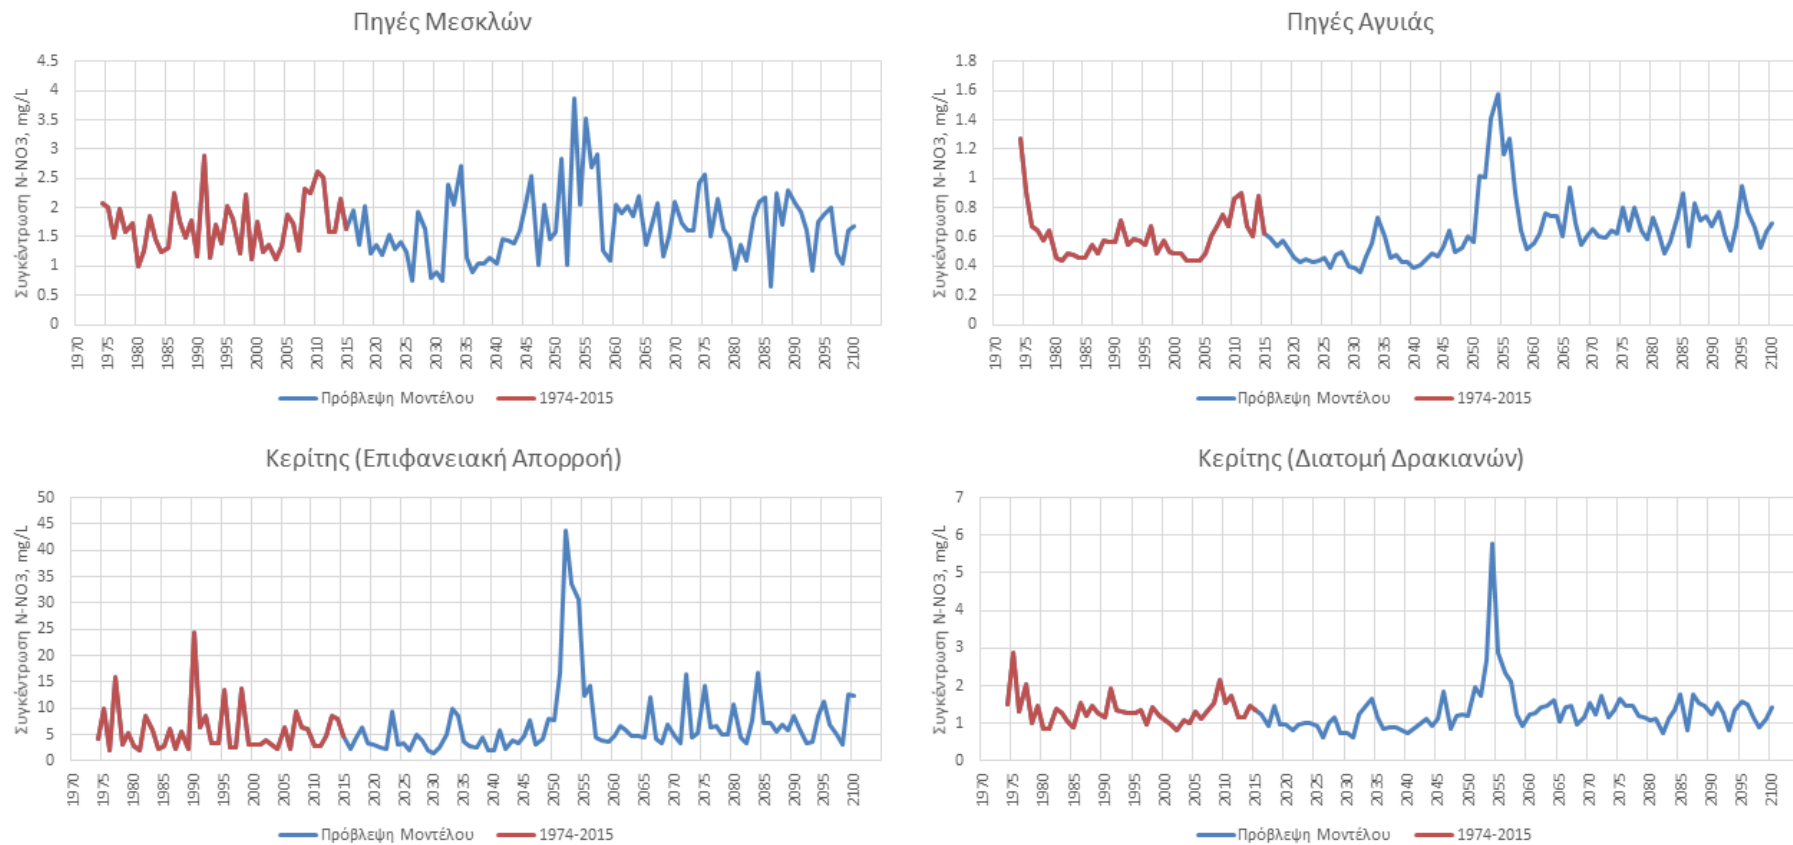 Πηγές Μεσκλών
Συγκέντρωση N-NO3, mg/L
4.5
4
3.5
3
2.5
2
1.5
1
0.5
0
1970 1975 1980 1985 1990 1995 2000 2005 2010 2015 2020 2025 2030 2035 2040 2045 2050 2055 2060 2065 2070 2075 2080 2085 2090 2095 2100
Πρόβλεψη Μοντέλου 1974-2015
Πηγές Αγυιάς
Συγκέντρωση N-NO3, mg/L
1.8
1.6
1.4
1.2
1
0.8
0.6
0.4
0.2
0
1970 1975 1980 1985 1990 1995 2000 2005 2010 2015 2020 2025 2030 2035 2040 2045 2050 2055 2060 2065 2070 2075 2080 2085 2090 2095 2100
Πρόβλεψη Μοντέλου 1974-2015
Κερίτης (Επιφανειακή Απορροή)
Συγκέντρωση N-NO3, mg/L
50
45
40
35
30
25
20
15
10
5
0
1970 1975 1980 1985 1990 1995 2000 2005 2010 2015 2020 2025 2030 2035 2040 2045 2050 2055 2060 2065 2070 2075 2080 2085 2090 2095 2100
Πρόβλεψη Μοντέλου 1974-2015
Κερίτης (Διατομή Δρακιανών)
Συγκέντρωση N-NO3, mg/L
7
6
5
4
3
2
1
0
1970 1975 1980 1985 1990 1995 2000 2005 2010 2015 2020 2025 2030 2035 2040 2045 2050 2055 2060 2065 2070 2075 2080 2085 2090 2095 2100
Πρόβλεψη Μοντέλου 1974-2015